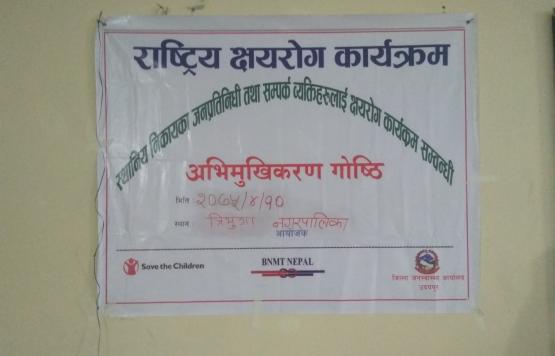 राष्ट्रिय क्षयरोग कार्यक्रम
स्थानिय निकायका जनप्रतिनिधी तथा सम्पर्क व्यक्तिहरुलाई क्षयरोग कार्यक्रम सम्वन्धी
अभिमुखिकरण गोष्ठि
मिति २०७५/४/१०
स्थान त्रियुगा नगरपालिका
आयोजक
Save the Children
BNMT NEPAL
जिल्ला जनस्वास्थ्य कार्यालय
उदयपुर